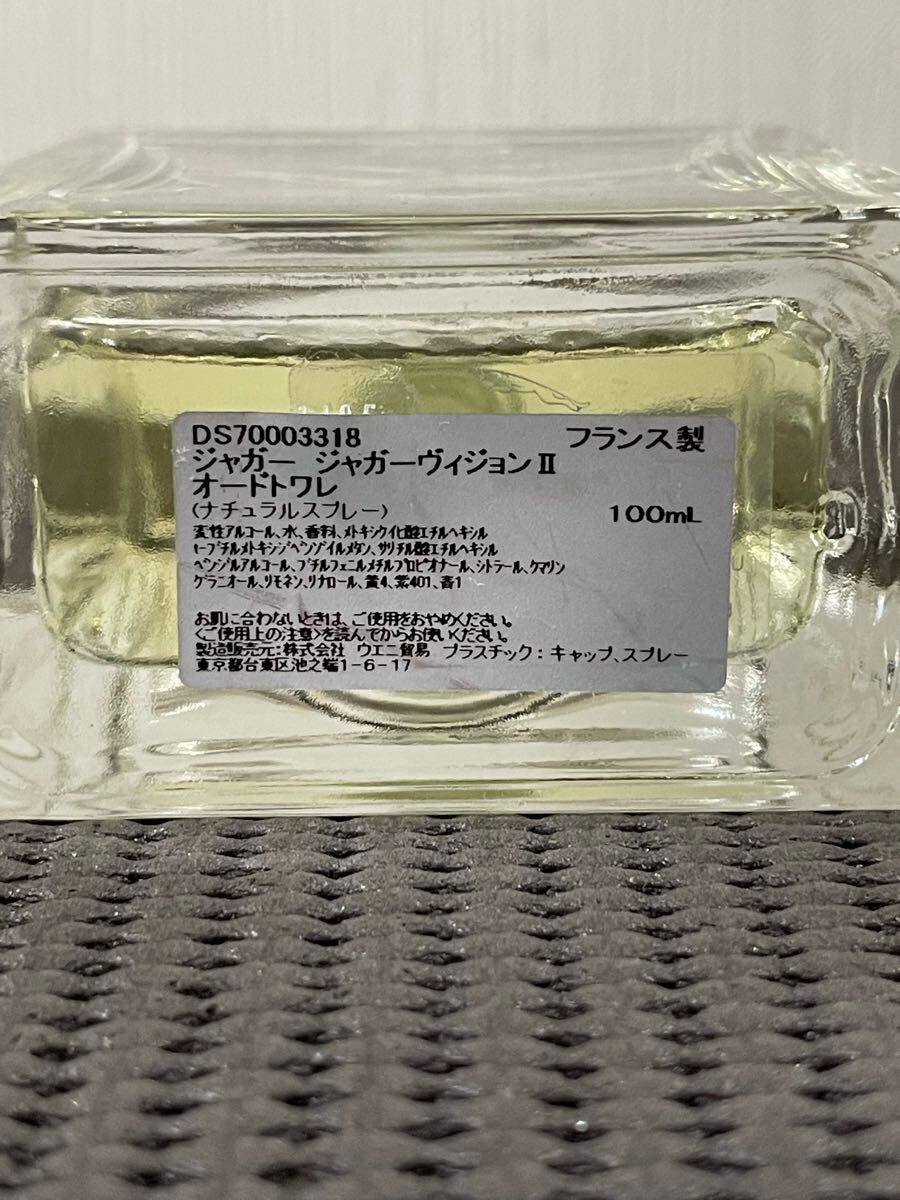 DS70003318 フランス製
ジャガー ジャガーヴィジョンⅡ
オードトワレ
(ナチュラルスプレー) 100mL
変性アルコール、水、香料、メトキシケイ化酸エチルヘキシル
t-ブチルメトキシジベンゾイルメタン、サリチル酸エチルヘキシル
ベンジルアルコール、ブチルフェニルメチルプロピオナール、シトラール、クマリン
ゲラニオール、リモネン、リナロール、黄4、紫401、青1
お肌に合わないときは、ご使用をおやめください。
<ご使用上の注意>を読んでからお使いください。
製造販売元:株式会社 ウエニ貿易 プラスチック:キャップ、スプレー
東京都台東区池之端1-6-17